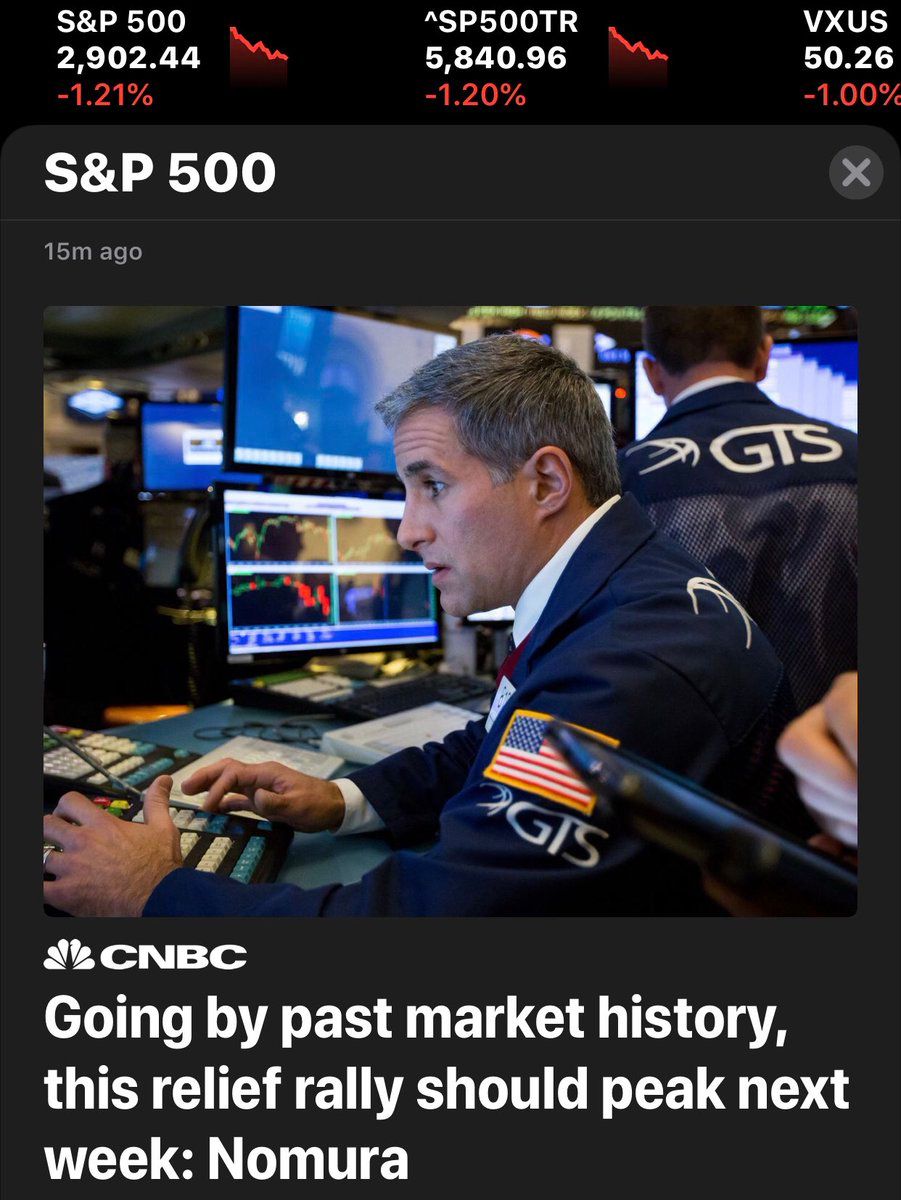 S&P 500
2,902.44
-1.21%
^SP500TR
5,840.96
-1.20%
VXUS
50.26
-1.00%
S&P 500
15m ago
GTS
GTS
CNBC
Going by past market history,
this relief rally should peak next
week: Nomura